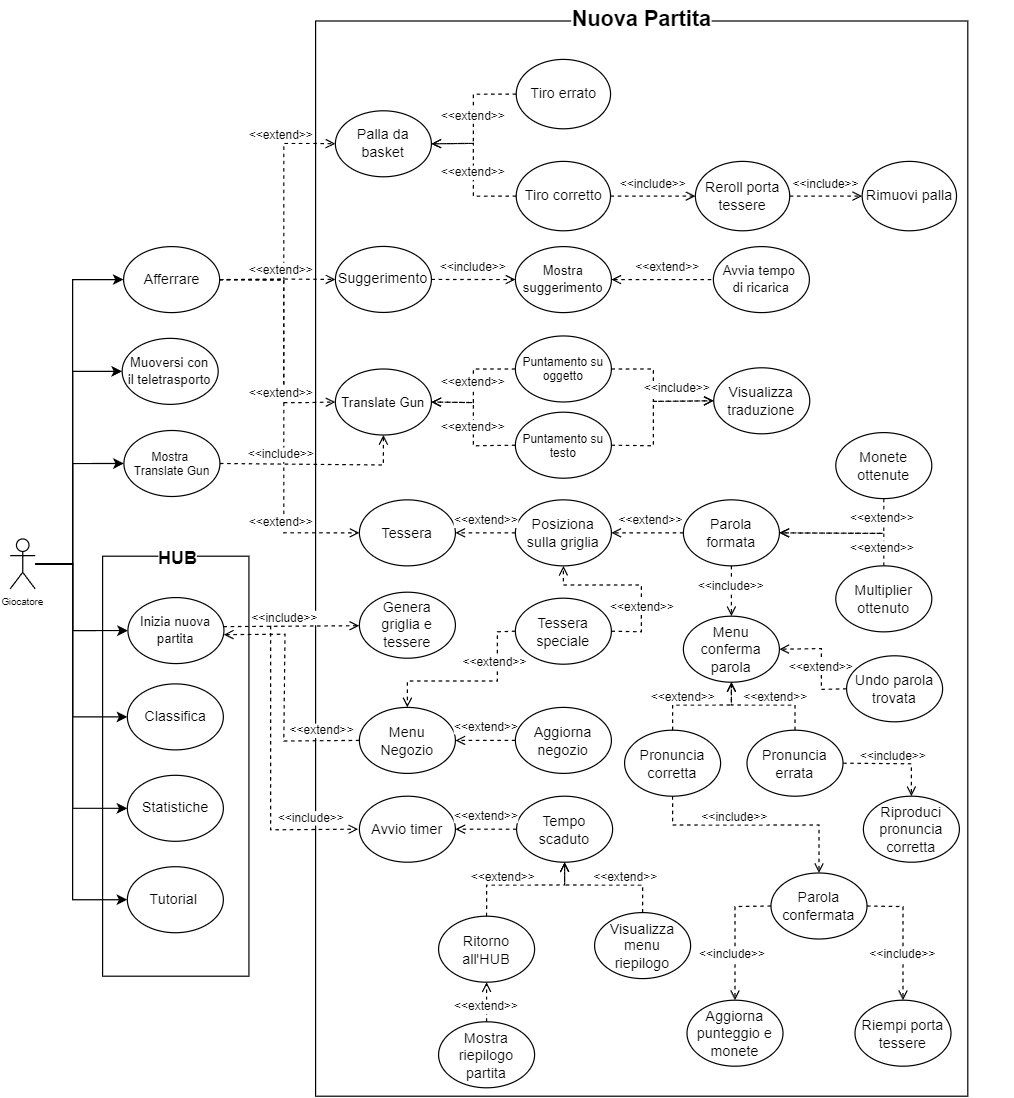 Nuova Partita
Tiro errato
<<extend>>
<<extend>>
Palla da
basket
<<extend>>
Tiro corretto
<<include>>
Reroll porta
tessere
<<include>>
Rimuovi palla
Afferrare
<<extend>>
Suggerimento
<<include>>
Mostra
suggerimento
<<extend>>
Avvia tempo
di ricarica
Muoversi con
il teletrasporto
<<extend>>
Translate Gun
<<extend>>
<<extend>>
Puntamento su
oggetto
Puntamento su
testo
<<include>>
Visualizza
traduzione
Mostra
Translate Gun
<<include>>
Monete
ottenute
<<extend>>
<<extend>>
Multiplier
ottenuto
<<extend>>
Tessera
<<extend>>
Posiziona
sulla griglia
<<extend>>
Parola
formata
<<include>>
Giocatore
HUB
Inizia nuova
partita
<<include>>
Genera
griglia e
tessere
Tessera
speciale
<<extend>>
<<extend>>
Menu
conferma
parola
<<extend>>
Undo parola
trovata
<<extend>>
<<extend>>
Classifica
<<extend>>
Menu
Negozio
<<extend>>
Aggiorna
negozio
Pronuncia
corretta
Pronuncia
errata
<<include>>
Riproduci
pronuncia
corretta
<<include>>
Statistiche
<<include>>
Avvio timer
<<extend>>
Tempo
scaduto
<<extend>>
<<extend>>
Tutorial
Parola
confermata
Ritorno
all'HUB
Visualizza
menu
riepilogo
<<include>>
<<include>>
<<extend>>
Mostra
riepilogo
partita
Aggiorna
punteggio e
monete
Riempi porta
tessere